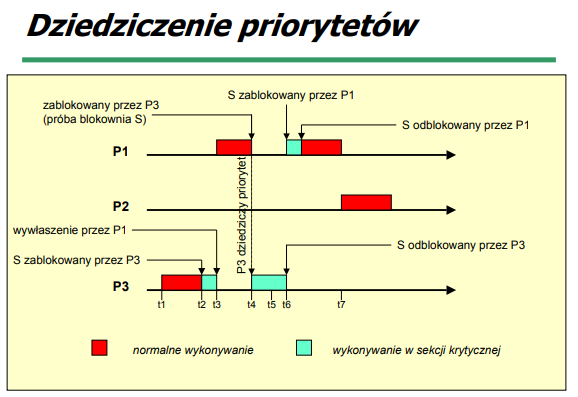 Dziedziczenie priorytetów
S zablokowany przez P1
zablokowany przez P3
(próba blokownia S)
S odblokowany przez P1
P1
P3 dziedziczy priorytet
P2
wywłaszenie przez P1
S odblokowany przez P3
S zablokowany przez P3
P3
t1 t2 t3 t4 t5 t6 t7
normalne wykonywanie
wykonywanie w sekcji krytycznej